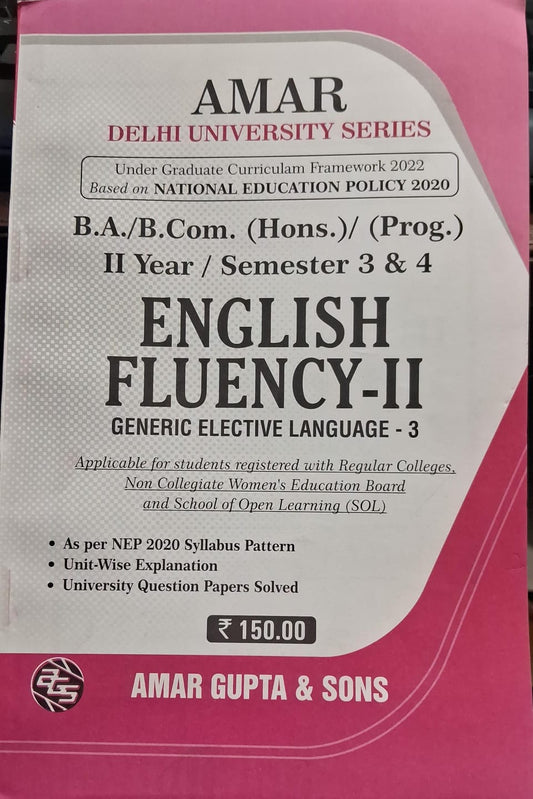 AMAR
DELHI UNIVERSITY SERIES
Under Graduate Curriculam Framework 2022
Based on NATIONAL EDUCATION POLICY 2020
B.A./B.Com. (Hons.)/ (Prog.)
II Year / Semester 3 & 4
ENGLISH
FLUENCY-II
GENERIC ELECTIVE LANGUAGE - 3
Applicable for students registered with Regular Colleges,
Non Collegiate Women's Education Board
and School of Open Learning (SOL)
• As per NEP 2020 Syllabus Pattern
• Unit-Wise Explanation
• University Question Papers Solved
₹ 150.00
ags
AMAR GUPTA & SONS